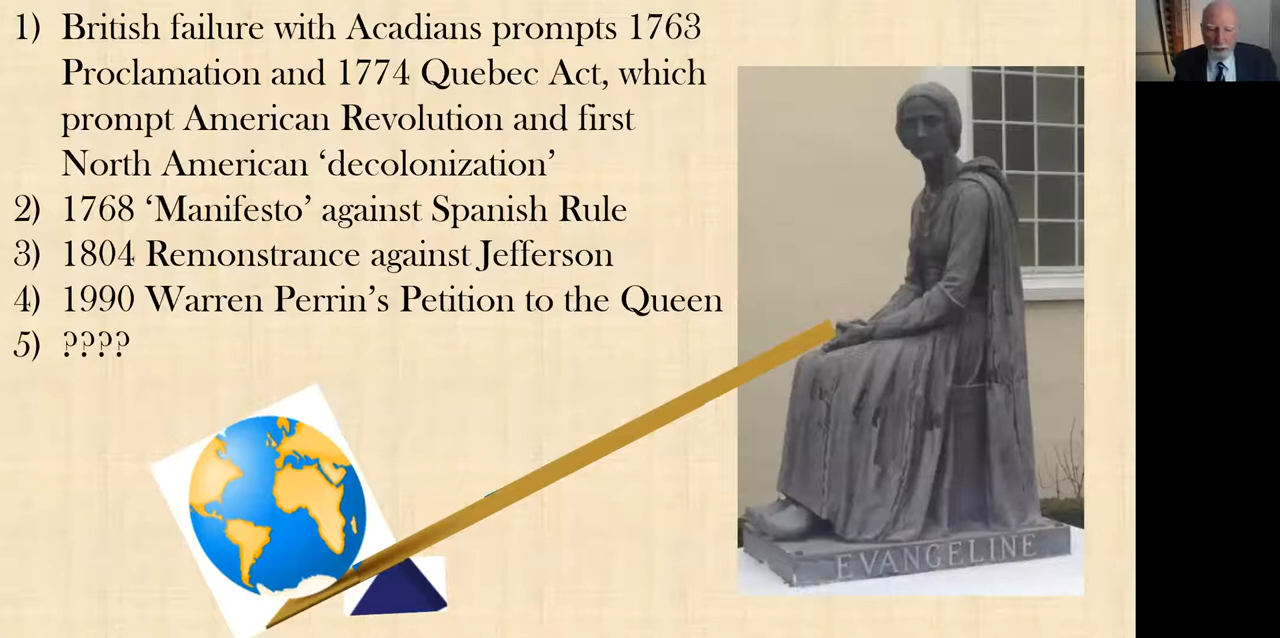 1) British failure with Acadians prompts 1763
Proclamation and 1774 Quebec Act, which
prompt American Revolution and first
North American ‘decolonization’
2) 1768 ‘Manifesto’ against Spanish Rule
3) 1804 Remonstrance against Jefferson
4) 1990 Warren Perrin’s Petition to the Queen
5) ????
EVANGELINE